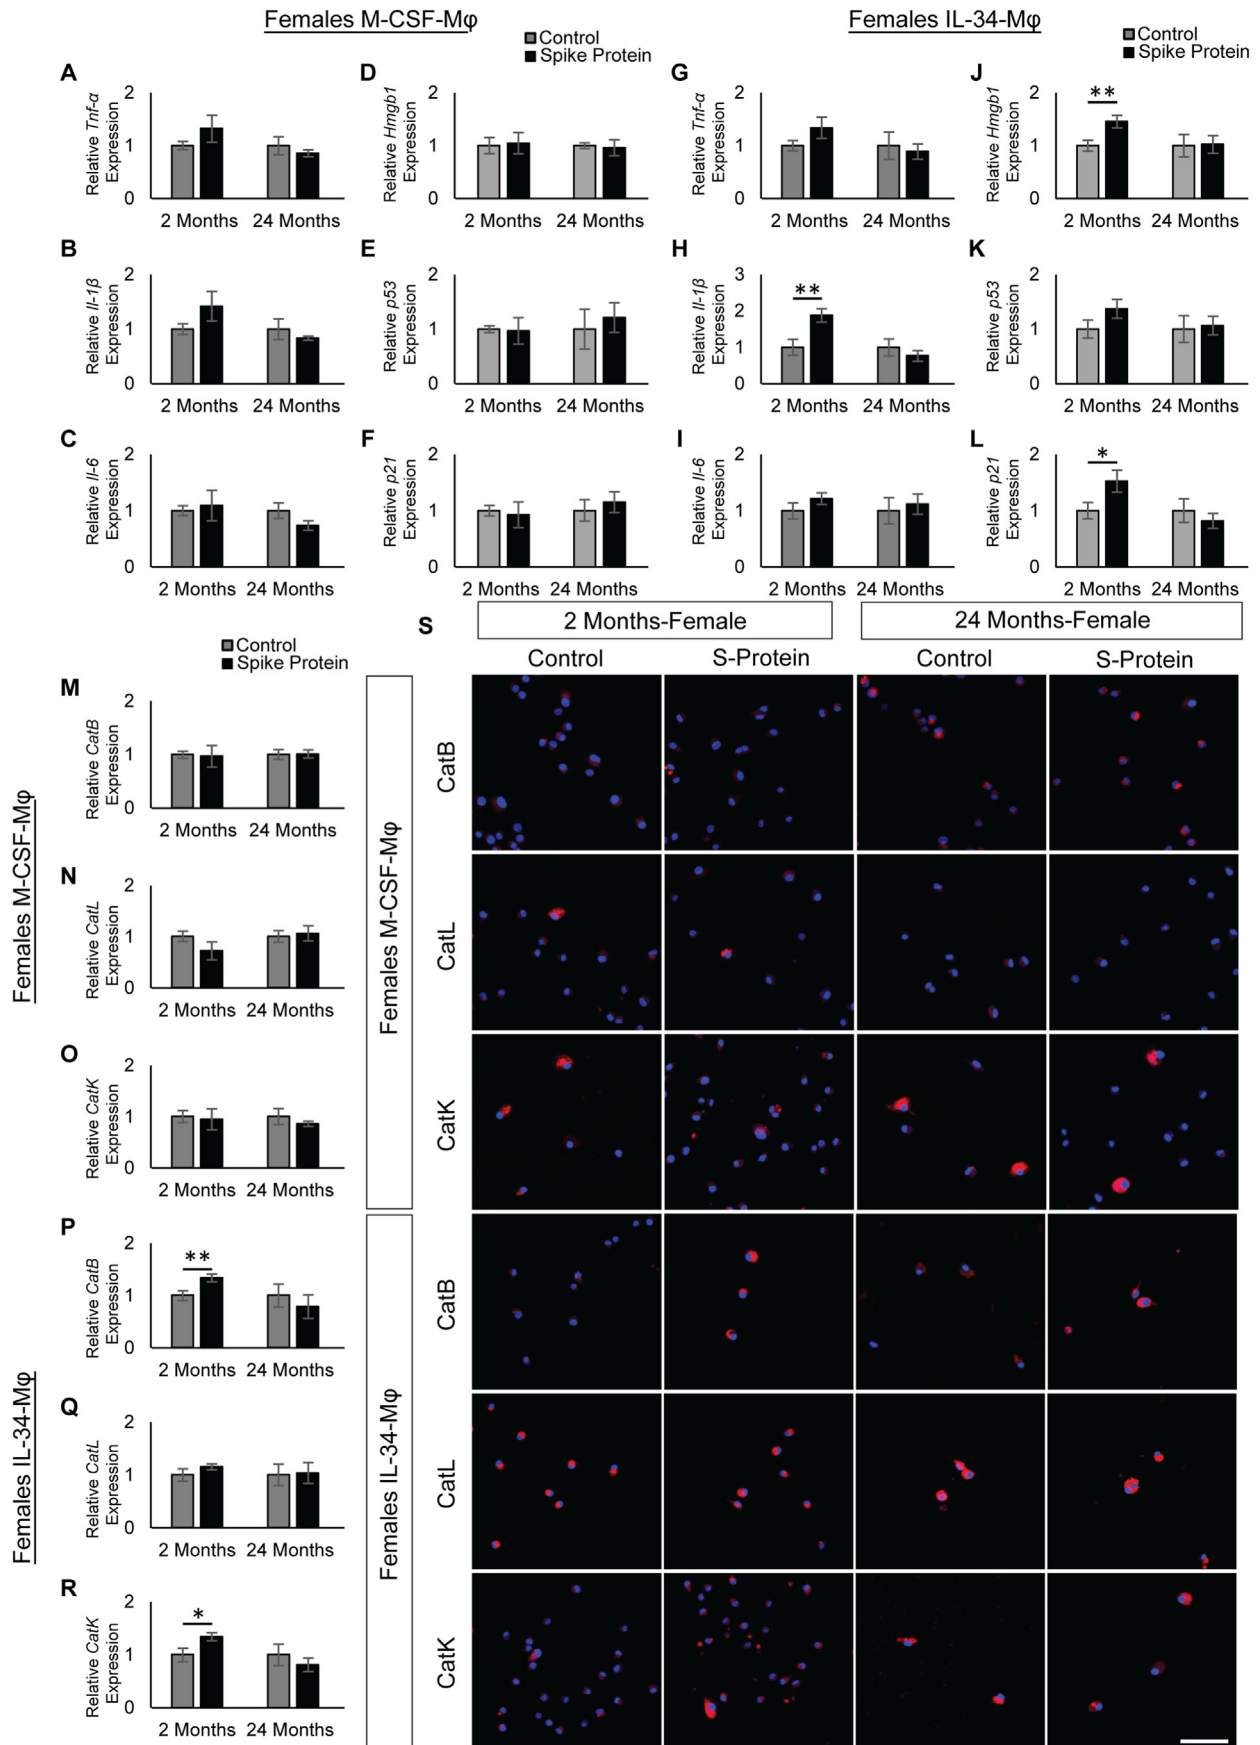 Females M-CSF-Mφ
Control
Spike Protein
Females IL-34-Mφ
Control
Spike Protein
A
Relative Tnf-α
Expression
2
1
0
2 Months 24 Months
D
Relative Hmgb1
Expression
2
1
0
2 Months 24 Months
G
Relative Tnf-α
Expression
2
1
0
2 Months 24 Months
J
Relative Hmgb1
Expression
2
1
0
**
2 Months 24 Months
B
Relative Il-1β
Expression
2
1
0
2 Months 24 Months
E
Relative p53
Expression
2
1
0
2 Months 24 Months
H
Relative Il-1β
Expression
3
2
1
0
**
2 Months 24 Months
K
Relative p53
Expression
2
1
0
2 Months 24 Months
C
Relative Il-6
Expression
2
1
0
2 Months 24 Months
F
Relative p21
Expression
2
1
0
2 Months 24 Months
I
Relative Il-6
Expression
2
1
0
2 Months 24 Months
L
Relative p21
Expression
2
1
0
*
2 Months 24 Months
Control
Spike Protein
Females M-CSF-Mφ
M
Relative CatB
Expression
2
1
0
2 Months 24 Months
N
Relative CatL
Expression
2
1
0
2 Months 24 Months
O
Relative CatK
Expression
2
1
0
2 Months 24 Months
Females IL-34-Mφ
P
Relative CatB
Expression
2
1
0
**
2 Months 24 Months
Q
Relative CatL
Expression
2
1
0
2 Months 24 Months
R
Relative CatK
Expression
2
1
0
*
2 Months 24 Months
S
2 Months-Female
24 Months-Female
Control
S-Protein
Control
S-Protein
Females M-CSF-Mφ
CatB
CatL
CatK
Females IL-34-Mφ
CatB
CatL
CatK